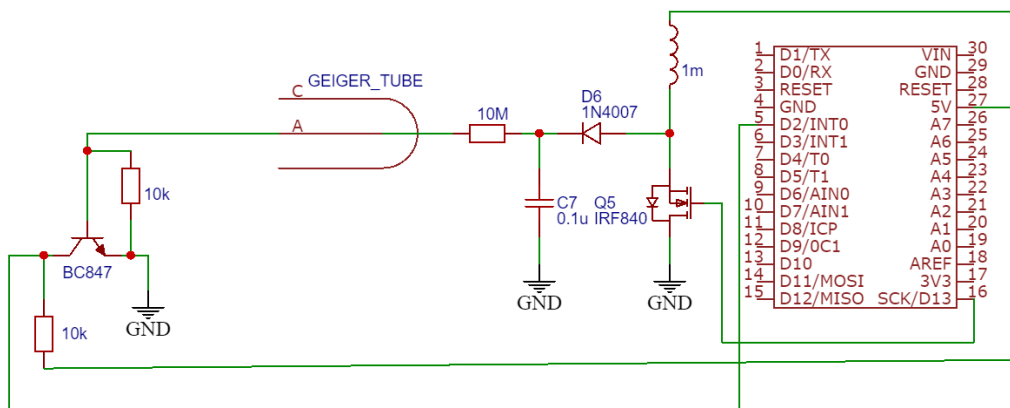 1m
GEIGER_TUBE
C
A
10M
D6
1N4007
C7
0.1u
Q5
IRF840
GND
GND
10k
BC847
GND
10k
1 D1/TX VIN 30
2 D0/RX GND 29
3 RESET RESET 28
4 GND 5V 27
5 D2/INT0 A7 26
6 D3/INT1 A6 25
7 D4/T0 A5 24
8 D5/T1 A4 23
9 D6/AIN0 A3 22
10 D7/AIN1 A2 21
11 D8/ICP A1 20
12 D9/OC1 A0 19
13 D10 AREF 18
14 D11/MOSI 3V3 17
15 D12/MISO SCK/D13 16